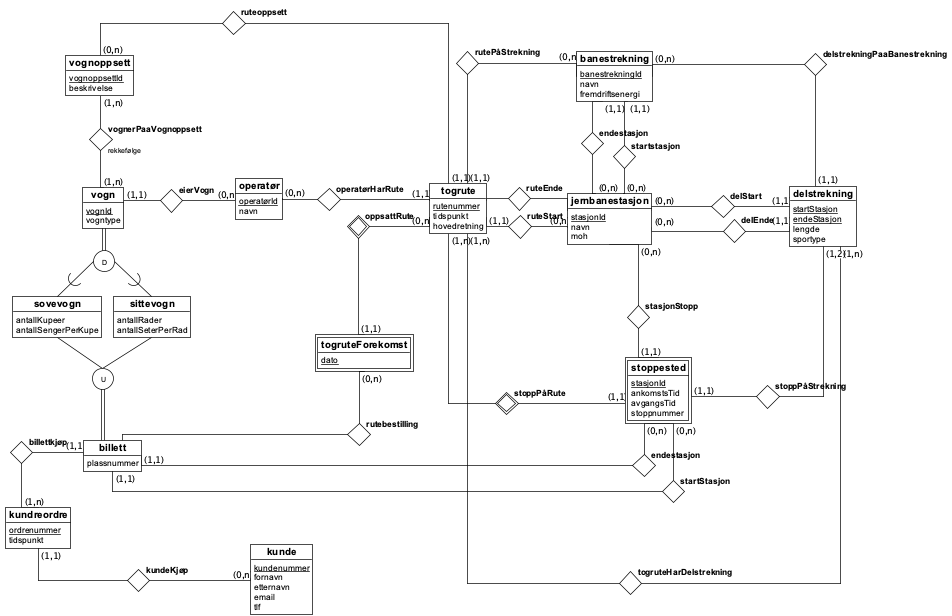 ruteoppsett
(0,n)
vognoppsett
vognoppsettId
beskrivelse
(1,n)
vognerPaaVognoppsett
rekkefølge
(1,n)
vogn
vognId
vogntype
(1,1)
eierVogn
(0,n)
operatør
operatørId
navn
(0,n)
operatørHarRute
(1,1)
(1,1)(1,1)
togrute
rutenummer
tidspunkt
hovedretning
(0,n)
(1,n)
(1,n)(1,n)
oppsattRute
rutePåStrekning
(0,n)
banestrekning
banestrekningId
navn
fremdriftsenergi
(0,n)
delstrekningPaaBanestrekning
(1,1)
(1,1)
endestasjon
startstasjon
(0,n)
(0,n)
ruteEnde
ruteStart
(0,n)
jernbanestasjon
stasjonId
navn
moh
(0,n)
(0,n)
(0,n)
delStart
delEnde
(1,1)
(1,1)
(1,1)
delstrekning
startStasjon
endeStasjon
lengde
sportype
(1,2)(1,n)
D
sovevogn
antallKupeer
antallSengerPerKupe
sittevogn
antallRader
antallSeterPerRad
U
(1,1)
togruteForekomst
dato
(0,n)
stasjonStopp
(1,1)
stoppested
stasjonId
ankomstsTid
avgangsTid
stoppnummer
(1,1)
stoppPåStrekning
stoppPåRute
(1,1)
(0,n)
(0,n)
rutebestilling
billettkjøp
(1,1)
billett
plassnummer
(1,1)
(1,1)
endestasjon
startStasjon
(1,n)
kundreordre
ordrenummer
tidspunkt
(1,1)
kundeKjøp
(0,n)
kunde
kundenummer
fornavn
etternavn
email
tlf
togruteHarDelstrekning